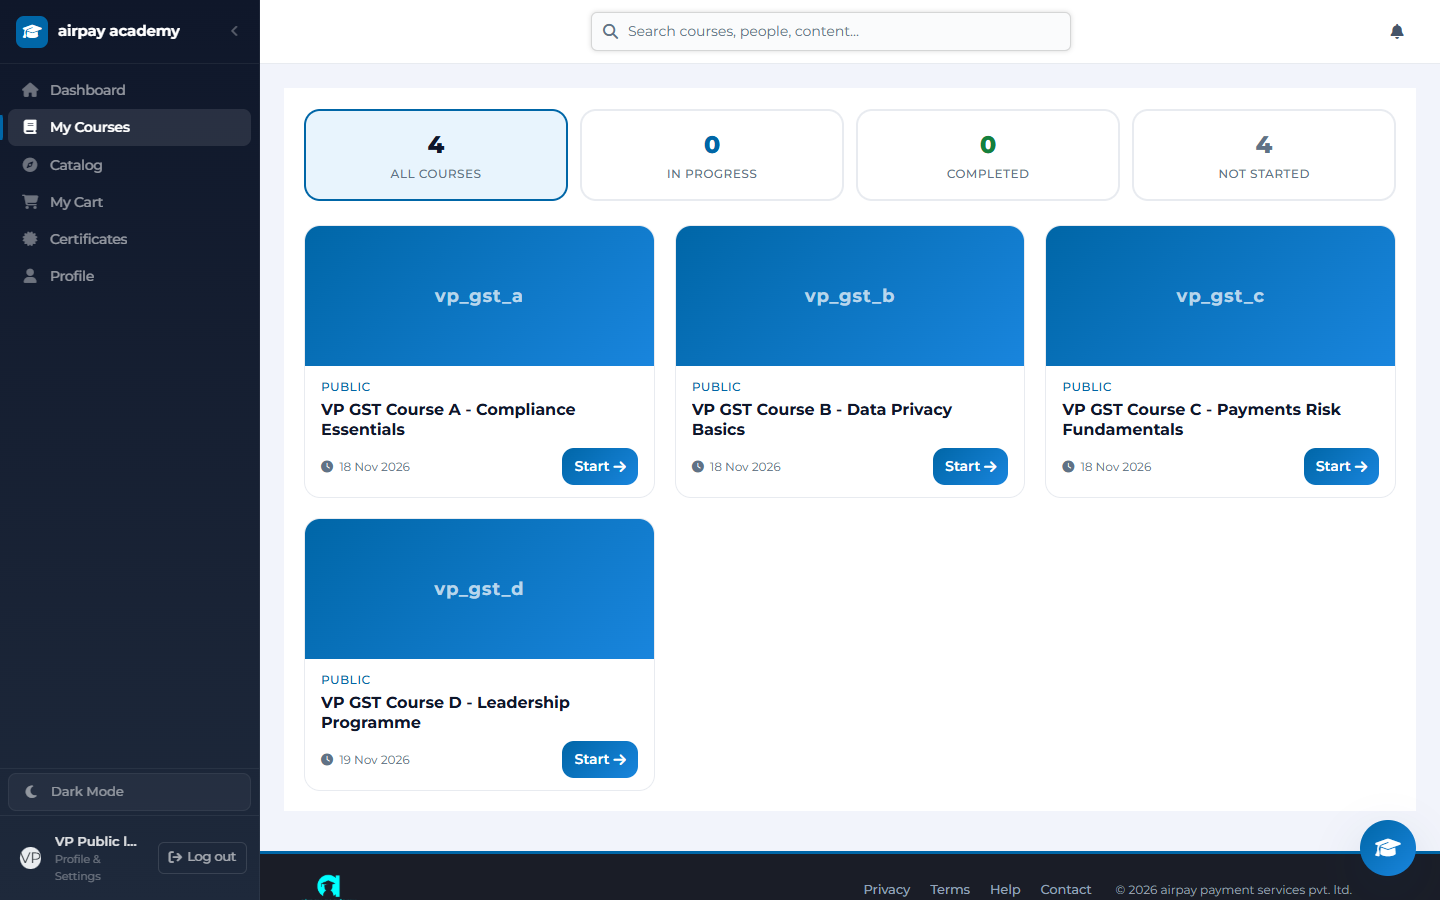 airpay academy
Search courses, people, content...
Dashboard
My Courses
Catalog
My Cart
Certificates
Profile
4
ALL COURSES
0
IN PROGRESS
0
COMPLETED
4
NOT STARTED
vp_gst_a
PUBLIC
VP GST Course A - Compliance
Essentials
18 Nov 2026
Start
vp_gst_b
PUBLIC
VP GST Course B - Data Privacy
Basics
18 Nov 2026
Start
vp_gst_c
PUBLIC
VP GST Course C - Payments Risk
Fundamentals
18 Nov 2026
Start
vp_gst_d
PUBLIC
VP GST Course D - Leadership
Programme
19 Nov 2026
Start
Dark Mode
VP
VP Public l...
Profile &
Settings
Log out
Privacy Terms Help Contact © 2026 airpay payment services pvt. ltd.